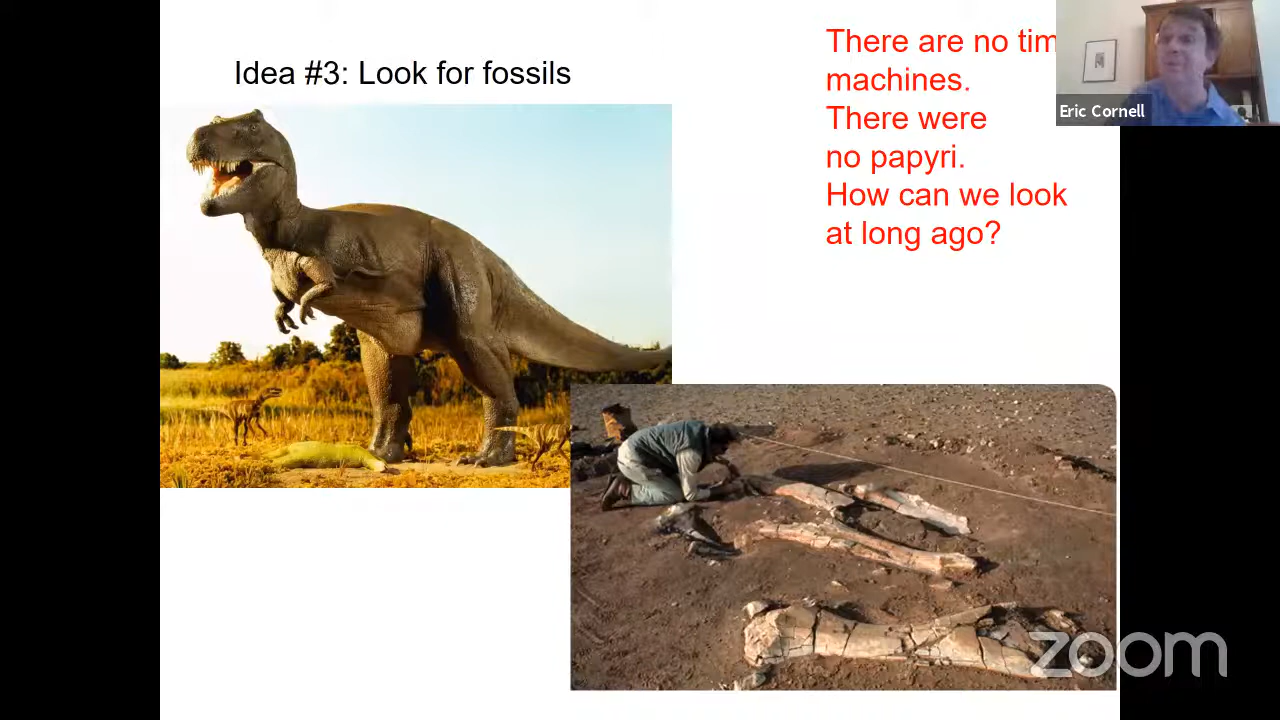 Idea #3: Look for fossils
There are no tim
machines.
There were
no papyri.
How can we look
at long ago?
Eric Cornell
zoom